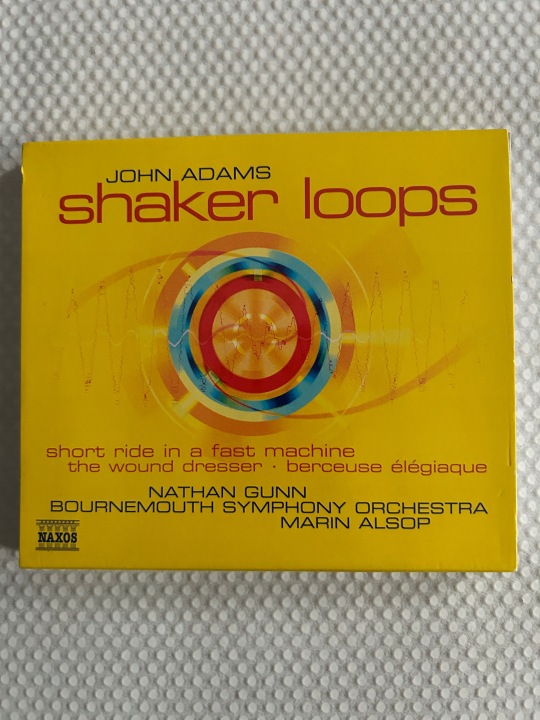 JOHN ADAMS
shaker loops
short ride in a fast machine
the wound dresser · berceuse élégiaque
NATHAN GUNN
BOURNEMOUTH SYMPHONY ORCHESTRA
MARIN ALSOP
NAXOS